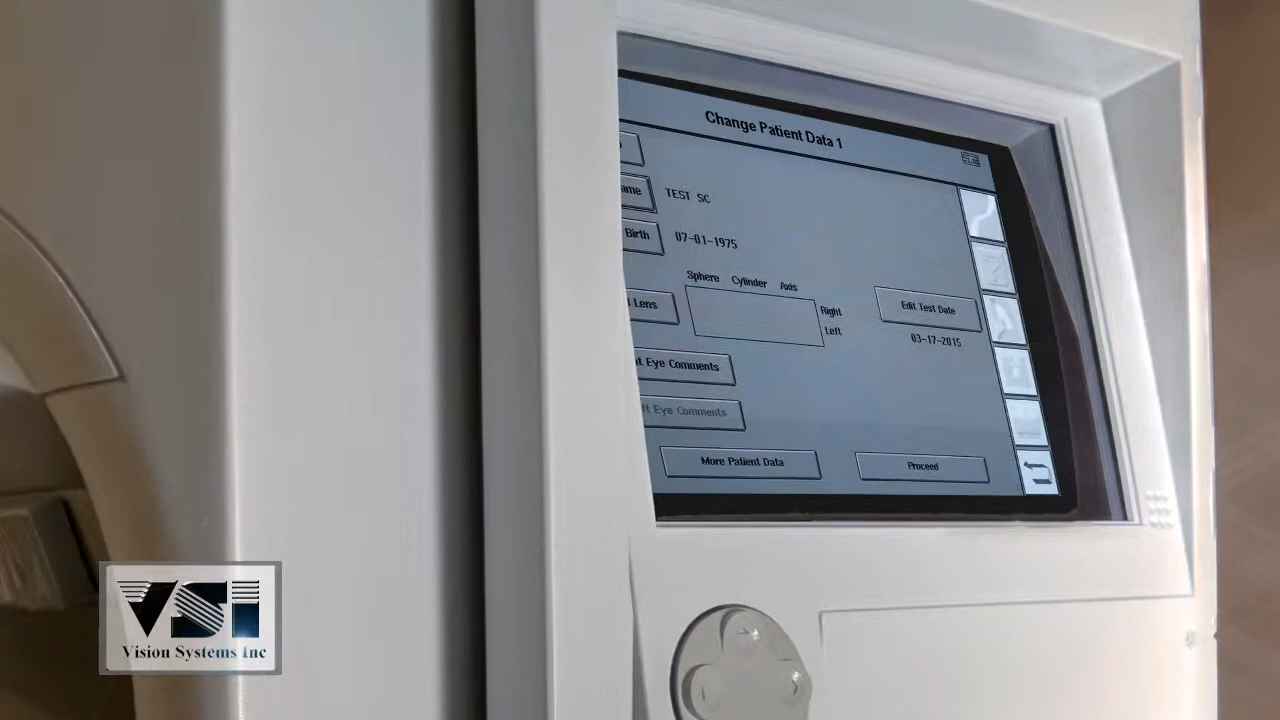 Change Patient Data 1
ame TEST SC
Birth 07-01-1975
Sphere Cylinder Axis
Lens
Right
Left
Edit Test Date
03-17-2015
t Eye Comments
ft Eye Comments
More Patient Data
Proceed
VSI
Vision Systems Inc